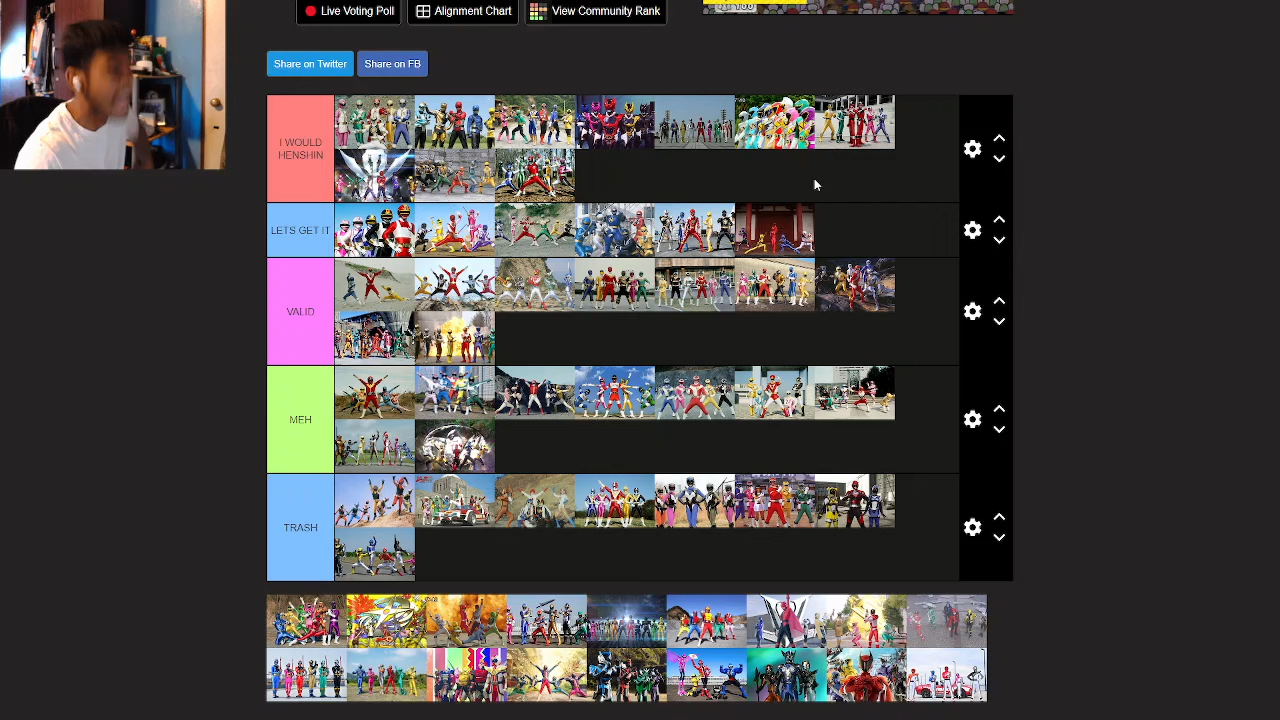 Live Voting Poll
Alignment Chart
View Community Rank
Share on Twitter
Share on FB
I WOULD
HENSHIN
LETS GET IT
VALID
MEH
TRASH